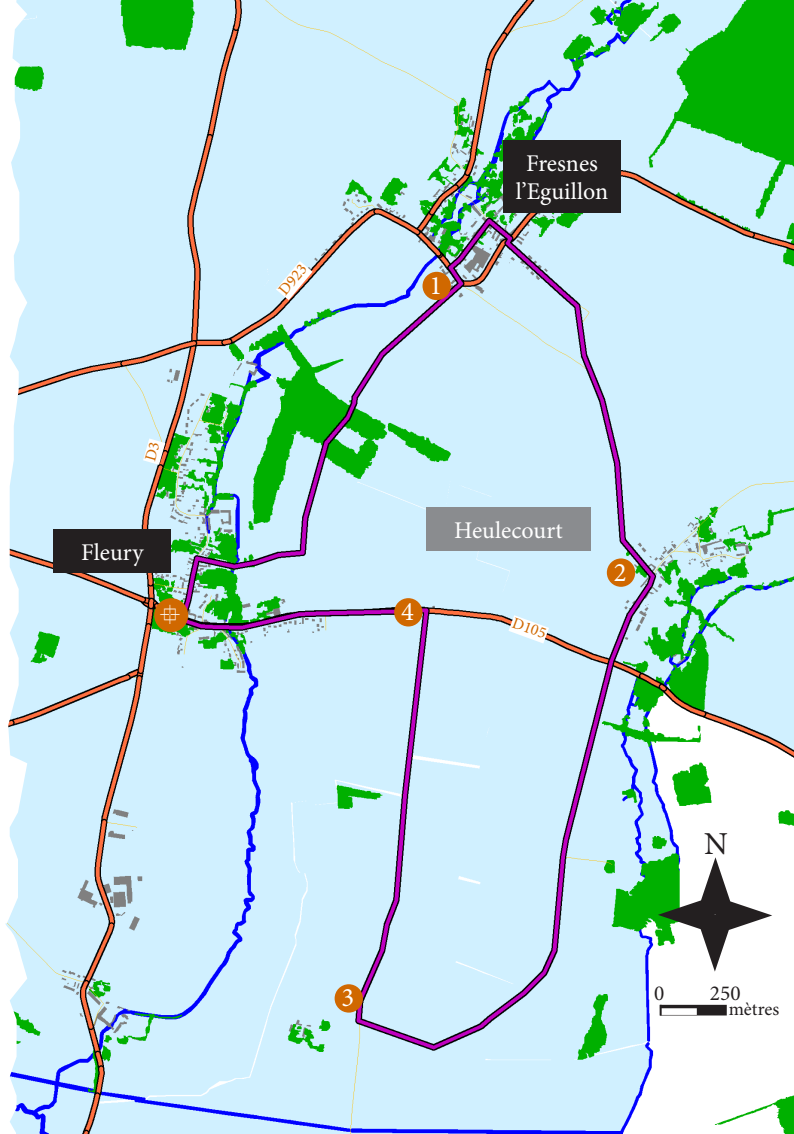 Fresnes
l'Eguillon
1
D923
D3
Heulecourt
Fleury
2
4
D105
N
3
0 250
mètres